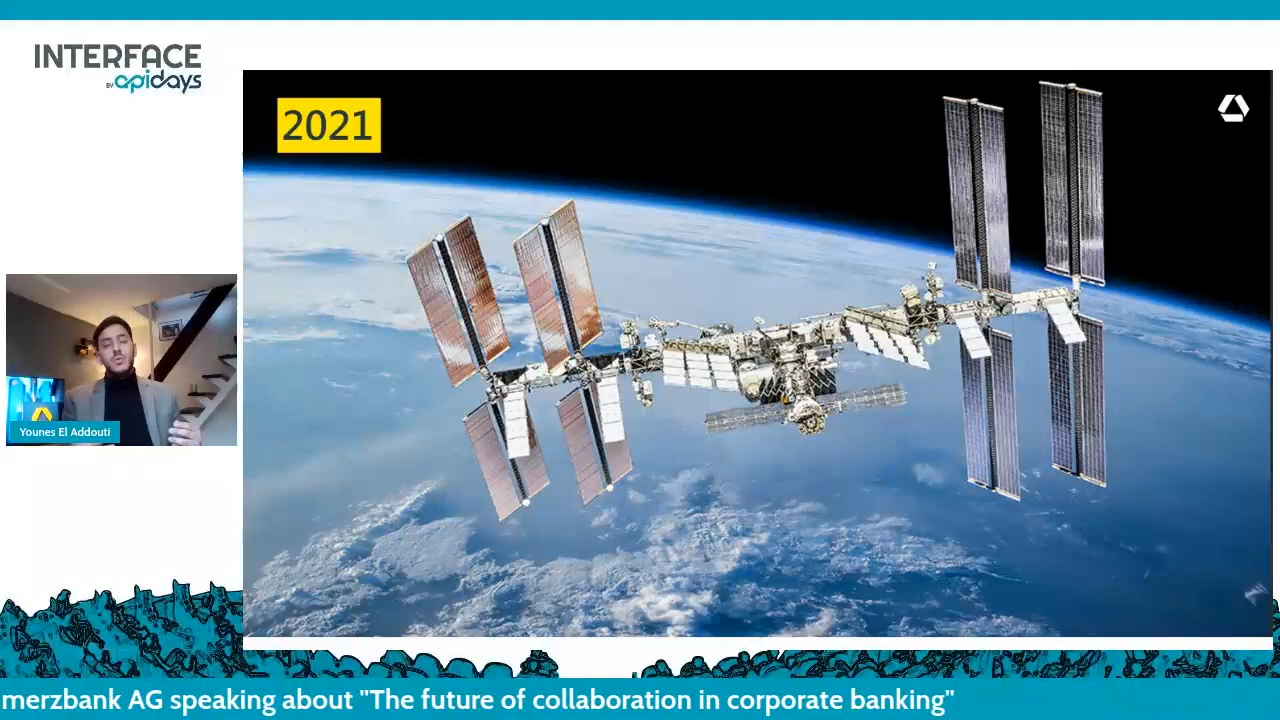 INTERFACE
BY apidays
2021
Younes El Addouti
merzbank AG speaking about "The future of collaboration in corporate banking"